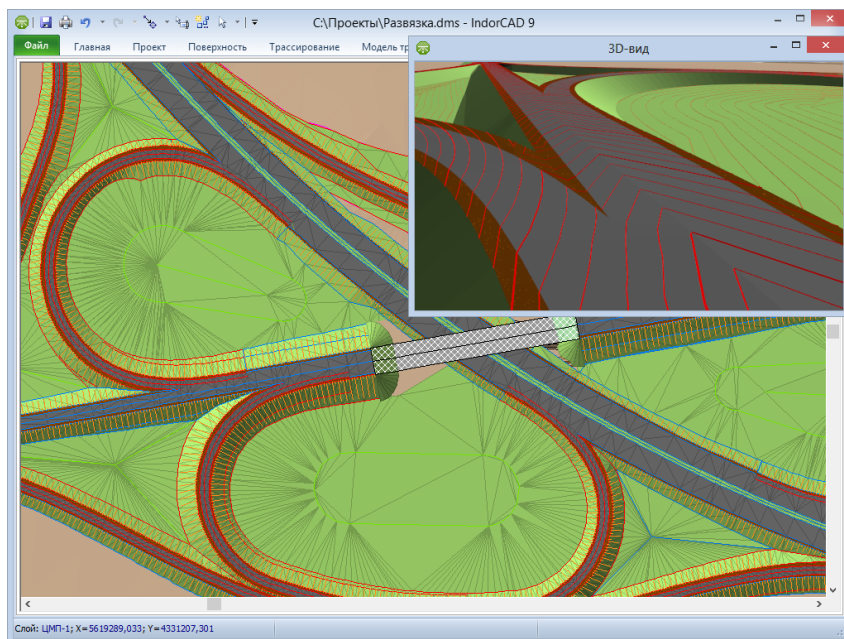 C:\Проекты\Развязка.dms - IndorCAD 9
Файл Главная Проект Поверхность Трассирование Модель тр
3D-вид
Слой: ЦМП-1; X=5619289,033; Y=4331207,301